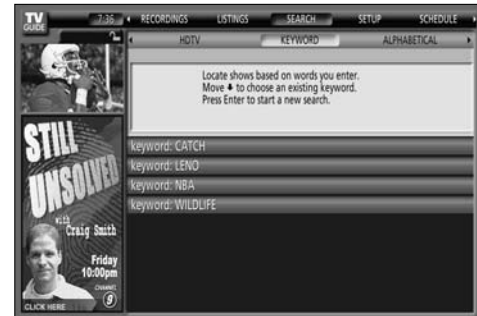 TV
GUIDE
7:36
RECORDINGS LISTINGS SEARCH SETUP SCHEDULE
HDTV KEYWORD ALPHABETICAL
Locate shows based on words you enter.
Move ↓ to choose an existing keyword.
Press Enter to start a new search.
keyword: CATCH
keyword: LENO
keyword: NBA
keyword: WILDLIFE
STILL
UNSOLVED
with
Craig Smith
Friday
10:00pm
CHANNEL
9
CLICK HERE